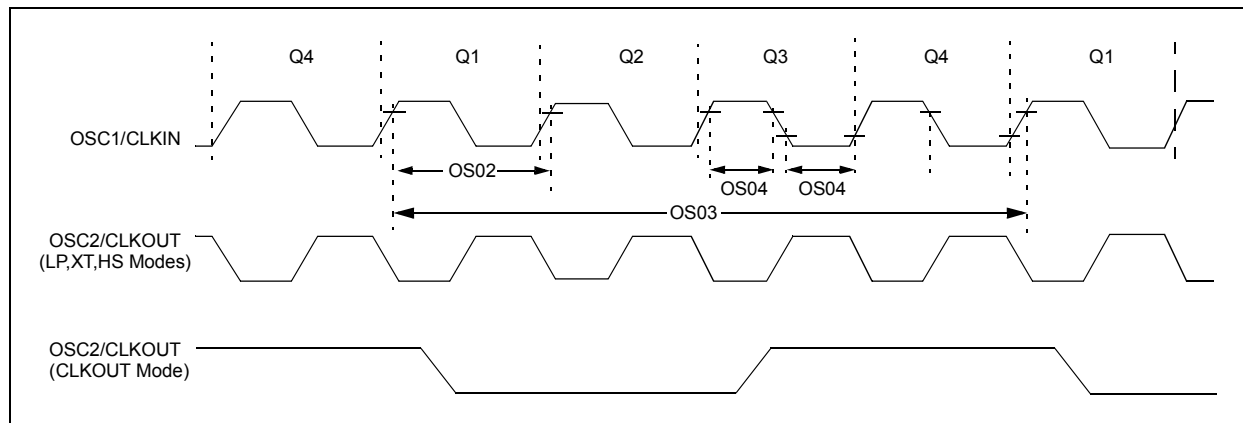 Q4 Q1 Q2 Q3 Q4 Q1
OSC1/CLKIN
OS02
OS04 OS04
OS03
OSC2/CLKOUT
(LP,XT,HS Modes)
OSC2/CLKOUT
(CLKOUT Mode)